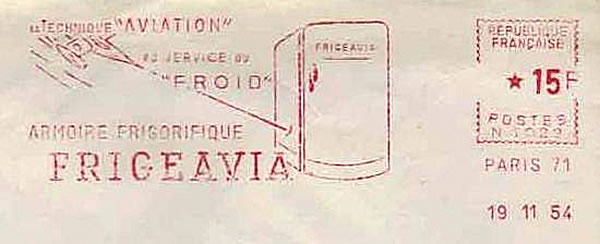 LA TECHNIQUE "AVIATION"
AU SERVICE DU
"FROID"
FRIGEAVIA
ARMOIRE FRIGORIFIQUE
FRIGEAVIA
RÉPUBLIQUE
FRANÇAISE
★ 15F
POSTES
PARIS 71
19 11 54